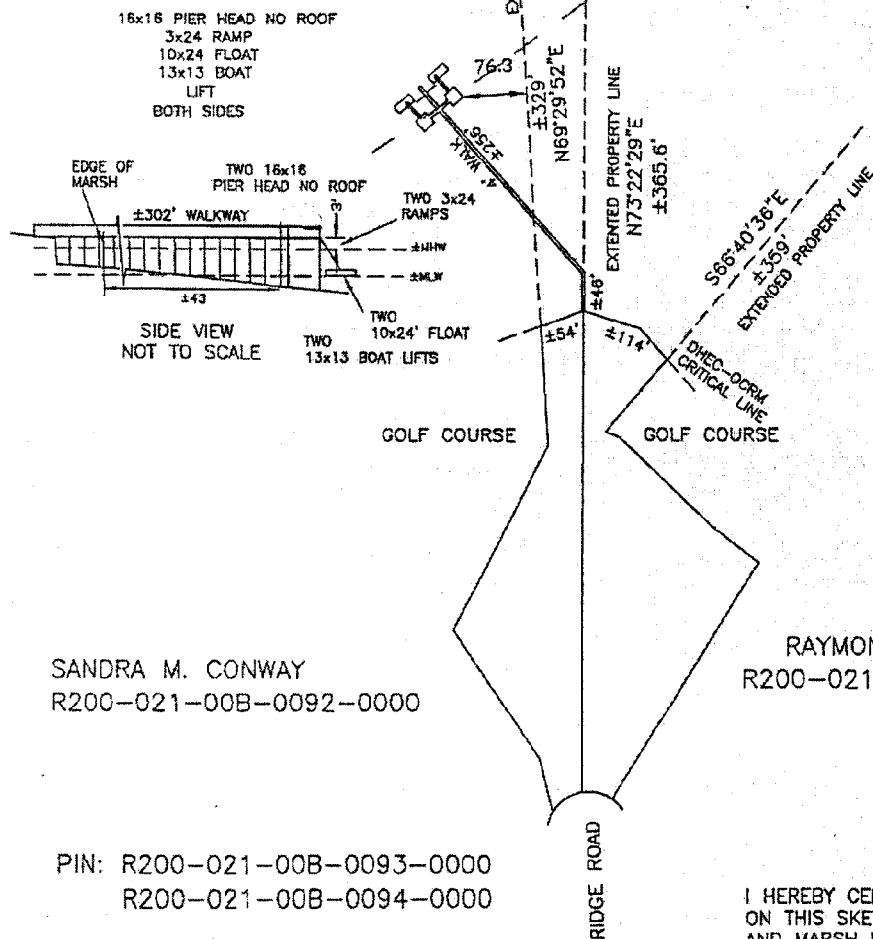 16x16 PIER HEAD NO ROOF
3x24 RAMP
10x24 FLOAT
13x13 BOAT
LIFT
BOTH SIDES
76.3
±329'
N69°29'52"E
EXTENTED PROPERTY LINE
N73°22'29"E
±365.6'
±256'
4' WALK
EDGE OF
MARSH
TWO 16x16
PIER HEAD NO ROOF
±302' WALKWAY
3'
TWO 3x24
RAMPS
±MHW
±MLW
±43
SIDE VIEW
NOT TO SCALE
TWO
10x24' FLOAT
TWO
13x13 BOAT LIFTS
S66°40'36"E
±359'
EXTENDED PROPERTY LINE
±46'
±54'
±114'
DHEC-OCRM
CRITICAL LINE
GOLF COURSE
GOLF COURSE
SANDRA M. CONWAY
R200-021-00B-0092-0000
RAYMON
R200-021
PIN: R200-021-00B-0093-0000
R200-021-00B-0094-0000
RIDGE ROAD
I HEREBY CE
ON THIS SKE
AND MARSH